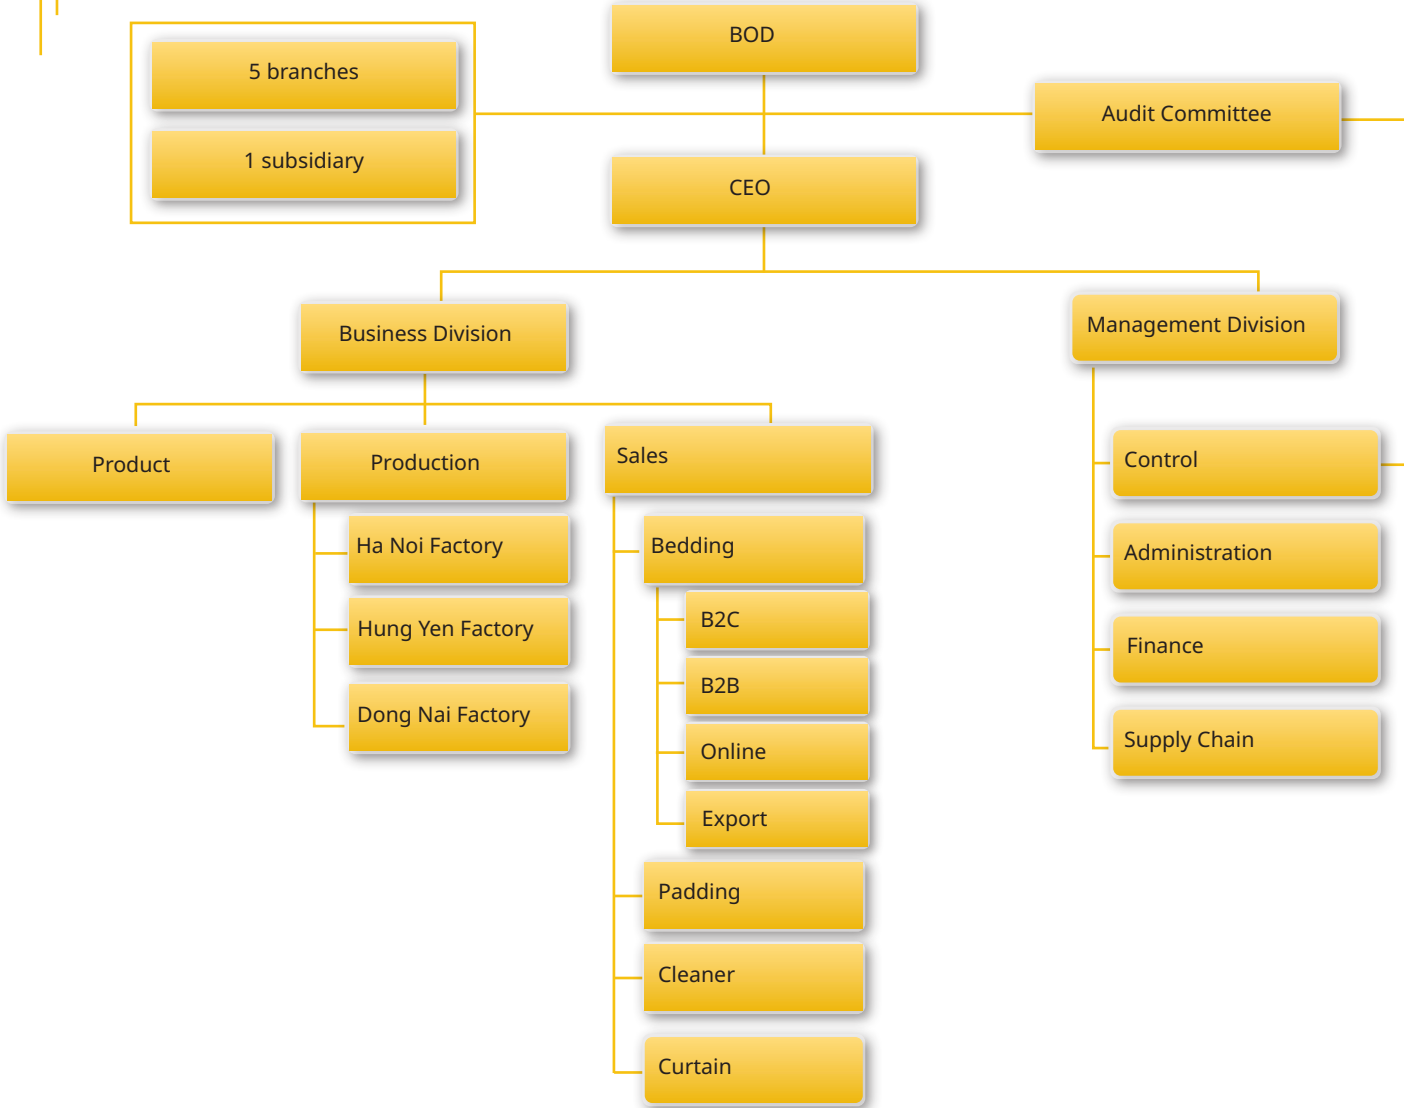 BOD
5 branches
1 subsidiary
Audit Committee
CEO
Business Division
Management Division
Product
Production
Ha Noi Factory
Hung Yen Factory
Dong Nai Factory
Sales
Bedding
B2C
B2B
Online
Export
Padding
Cleaner
Curtain
Control
Administration
Finance
Supply Chain